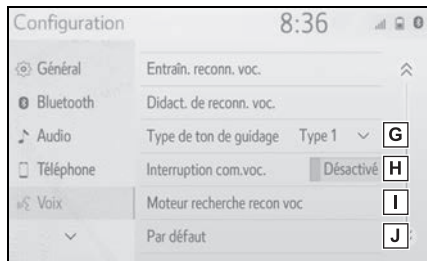 Configuration 8:36
Général
Entraîn. reconn. voc.
Bluetooth
Didact. de reconn. voc.
Audio
Type de ton de guidage Type 1 G
Téléphone
Interruption com.voc. Désactivé H
Voix
Moteur recherche recon voc I
Par défaut J